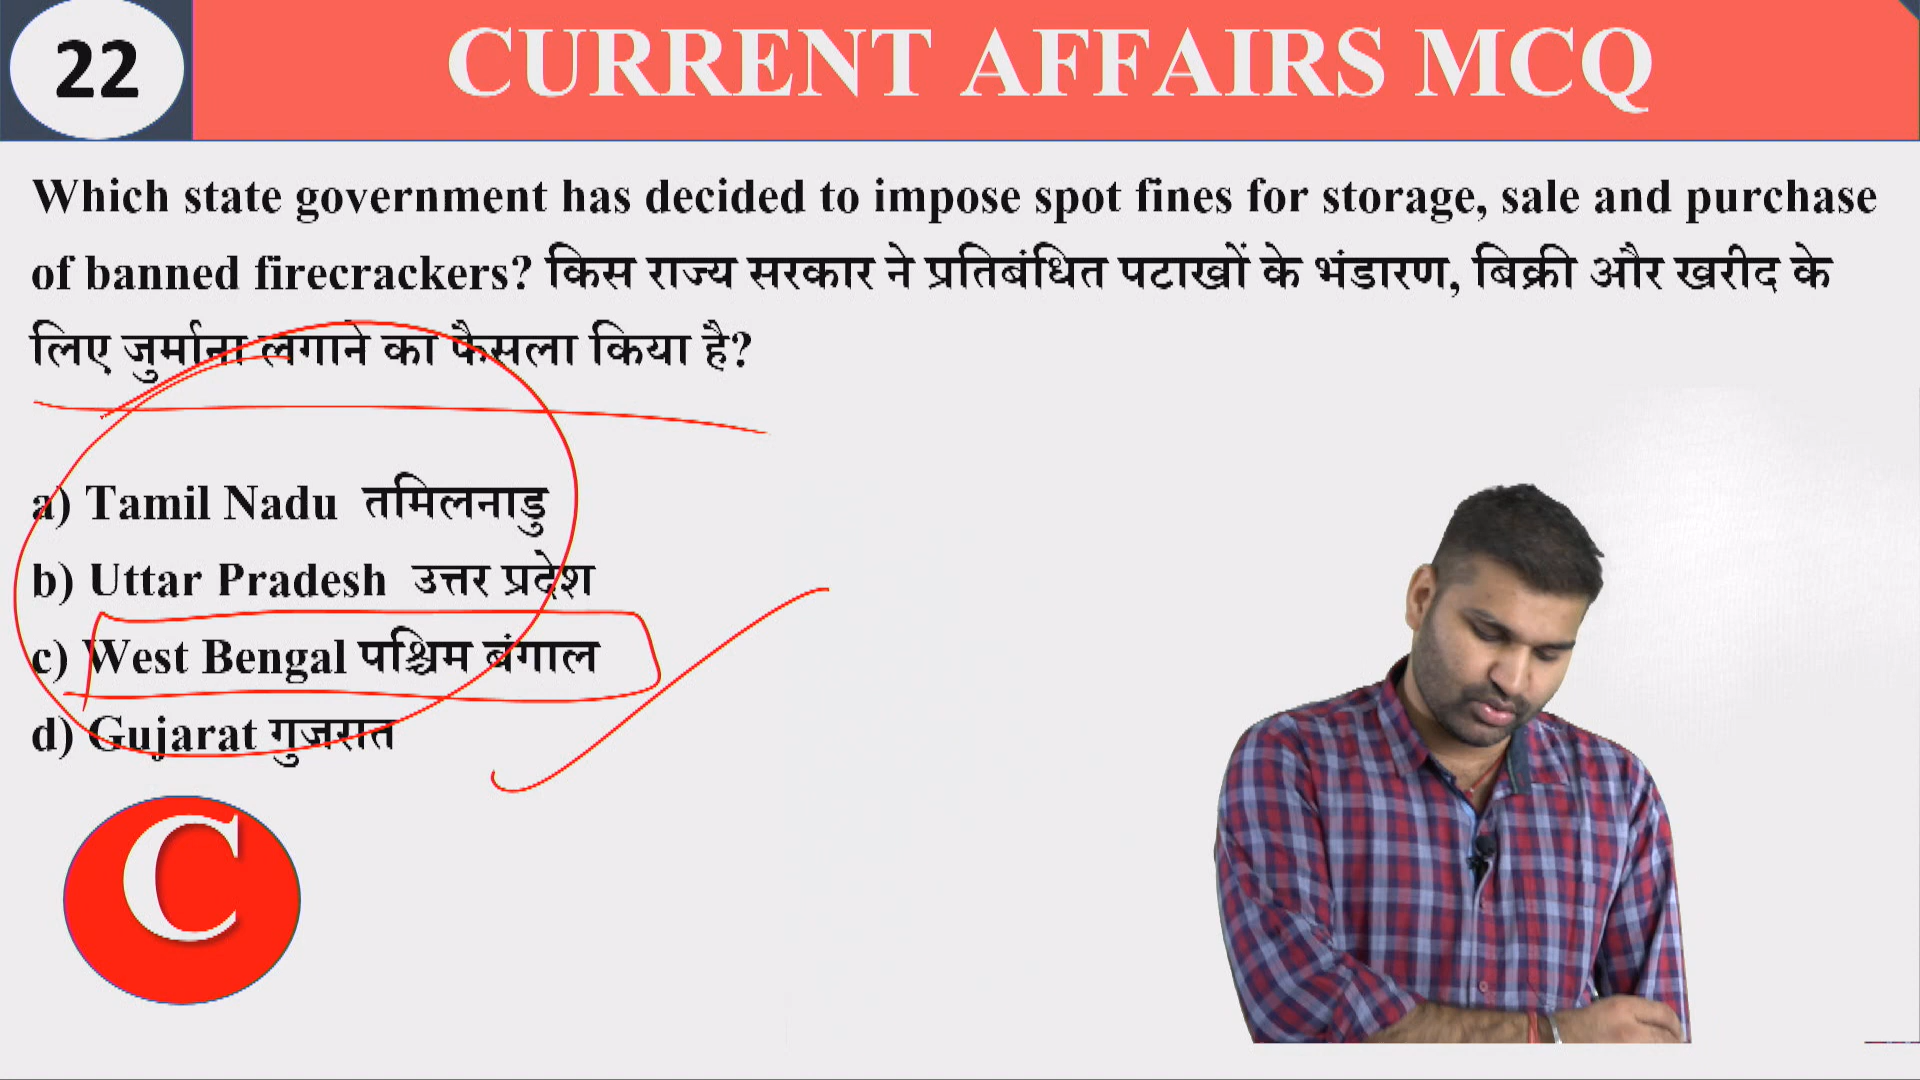 22
CURRENT AFFAIRS MCQ
Which state government has decided to impose spot fines for storage, sale and purchase
of banned firecrackers? किस राज्य सरकार ने प्रतिबंधित पटाखों के भंडारण, बिक्री और खरीद के
लिए जुर्माना लगाने का फैसला किया है?
a) Tamil Nadu तमिलनाडु
b) Uttar Pradesh उत्तर प्रदेश
c) West Bengal पश्चिम बंगाल
d) Gujarat गुजरात
C